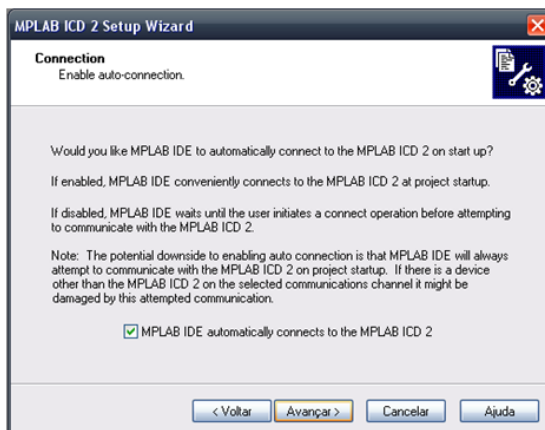 MPLAB ICD 2 Setup Wizard
Connection
Enable auto-connection.
Would you like MPLAB IDE to automatically connect to the MPLAB ICD 2 on start up?
If enabled, MPLAB IDE conveniently connects to the MPLAB ICD 2 at project startup.
If disabled, MPLAB IDE waits until the user initiates a connect operation before attempting
to communicate with the MPLAB ICD 2.
Note: The potential downside to enabling auto connection is that MPLAB IDE will always
attempt to communicate with the MPLAB ICD 2 on project startup. If there is a device
other than the MPLAB ICD 2 on the selected communications channel it might be
damaged by this attempted communication.
MPLAB IDE automatically connects to the MPLAB ICD 2
< Voltar Avançar > Cancelar Ajuda